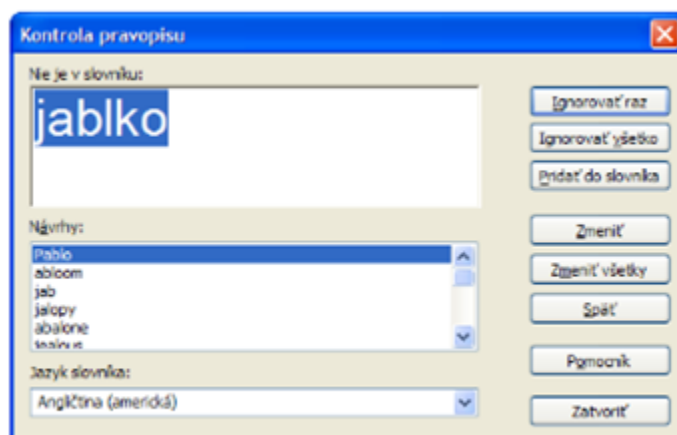 Kontrola pravopisu
Nie je v slovníku:
jablko
Ignorovať raz
Ignorovať všetko
Pridať do slovníka
Návrhy:
Pablo
abloom
jab
jalopy
abalone
jealous
Zmeniť
Zmeniť všetky
Späť
Jazyk slovníka:
Angličtina (americká)
Pomocník
Zatvoriť